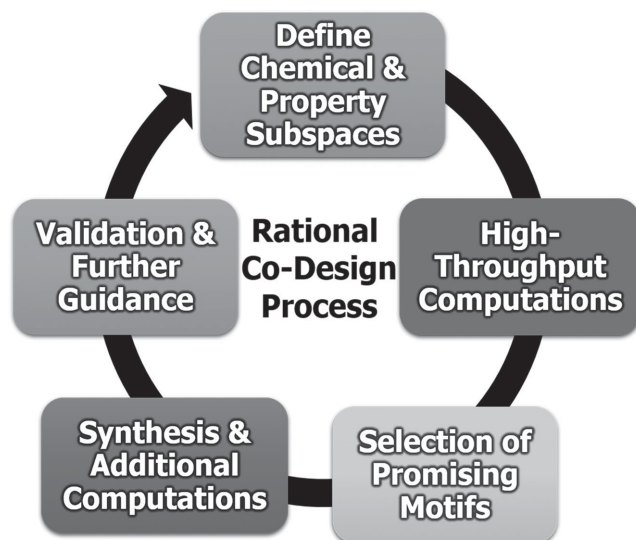 Define
Chemical &
Property
Subspaces
High-
Throughput
Computations
Selection of
Promising
Motifs
Synthesis &
Additional
Computations
Validation &
Further
Guidance
Rational
Co-Design
Process